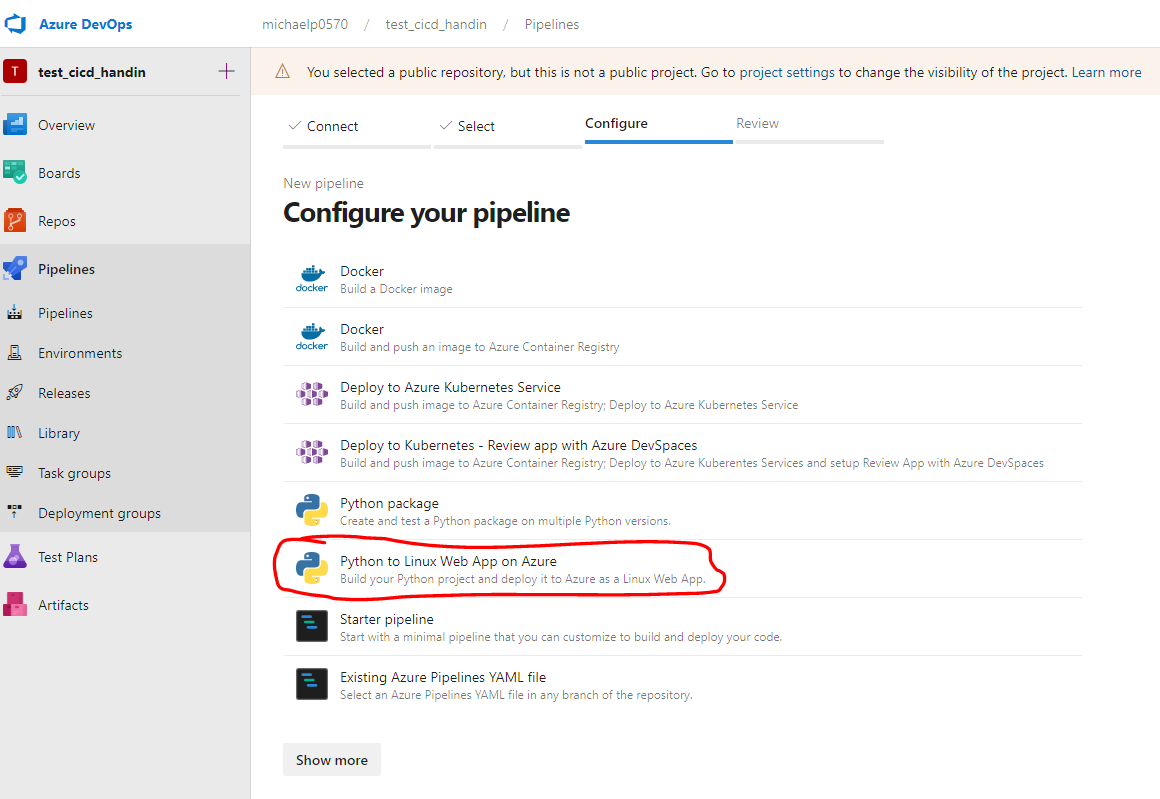 Azure DevOps
michaelp0570 / test_cicd_handin / Pipelines
T test_cicd_handin
You selected a public repository, but this is not a public project. Go to project settings to change the visibility of the project. Learn more
Overview
Boards
Repos
Pipelines
Pipelines
Environments
Releases
Library
Task groups
Deployment groups
Test Plans
Artifacts
Connect
Select
Configure
Review
New pipeline
Configure your pipeline
docker
Docker
Build a Docker image
docker
Docker
Build and push an image to Azure Container Registry
Deploy to Azure Kubernetes Service
Build and push image to Azure Container Registry; Deploy to Azure Kubernetes Service
Deploy to Kubernetes - Review app with Azure DevSpaces
Build and push image to Azure Container Registry; Deploy to Azure Kuberentes Services and setup Review App with Azure DevSpaces
Python package
Create and test a Python package on multiple Python versions.
Python to Linux Web App on Azure
Build your Python project and deploy it to Azure as a Linux Web App.
Starter pipeline
Start with a minimal pipeline that you can customize to build and deploy your code.
Existing Azure Pipelines YAML file
Select an Azure Pipelines YAML file in any branch of the repository.
Show more